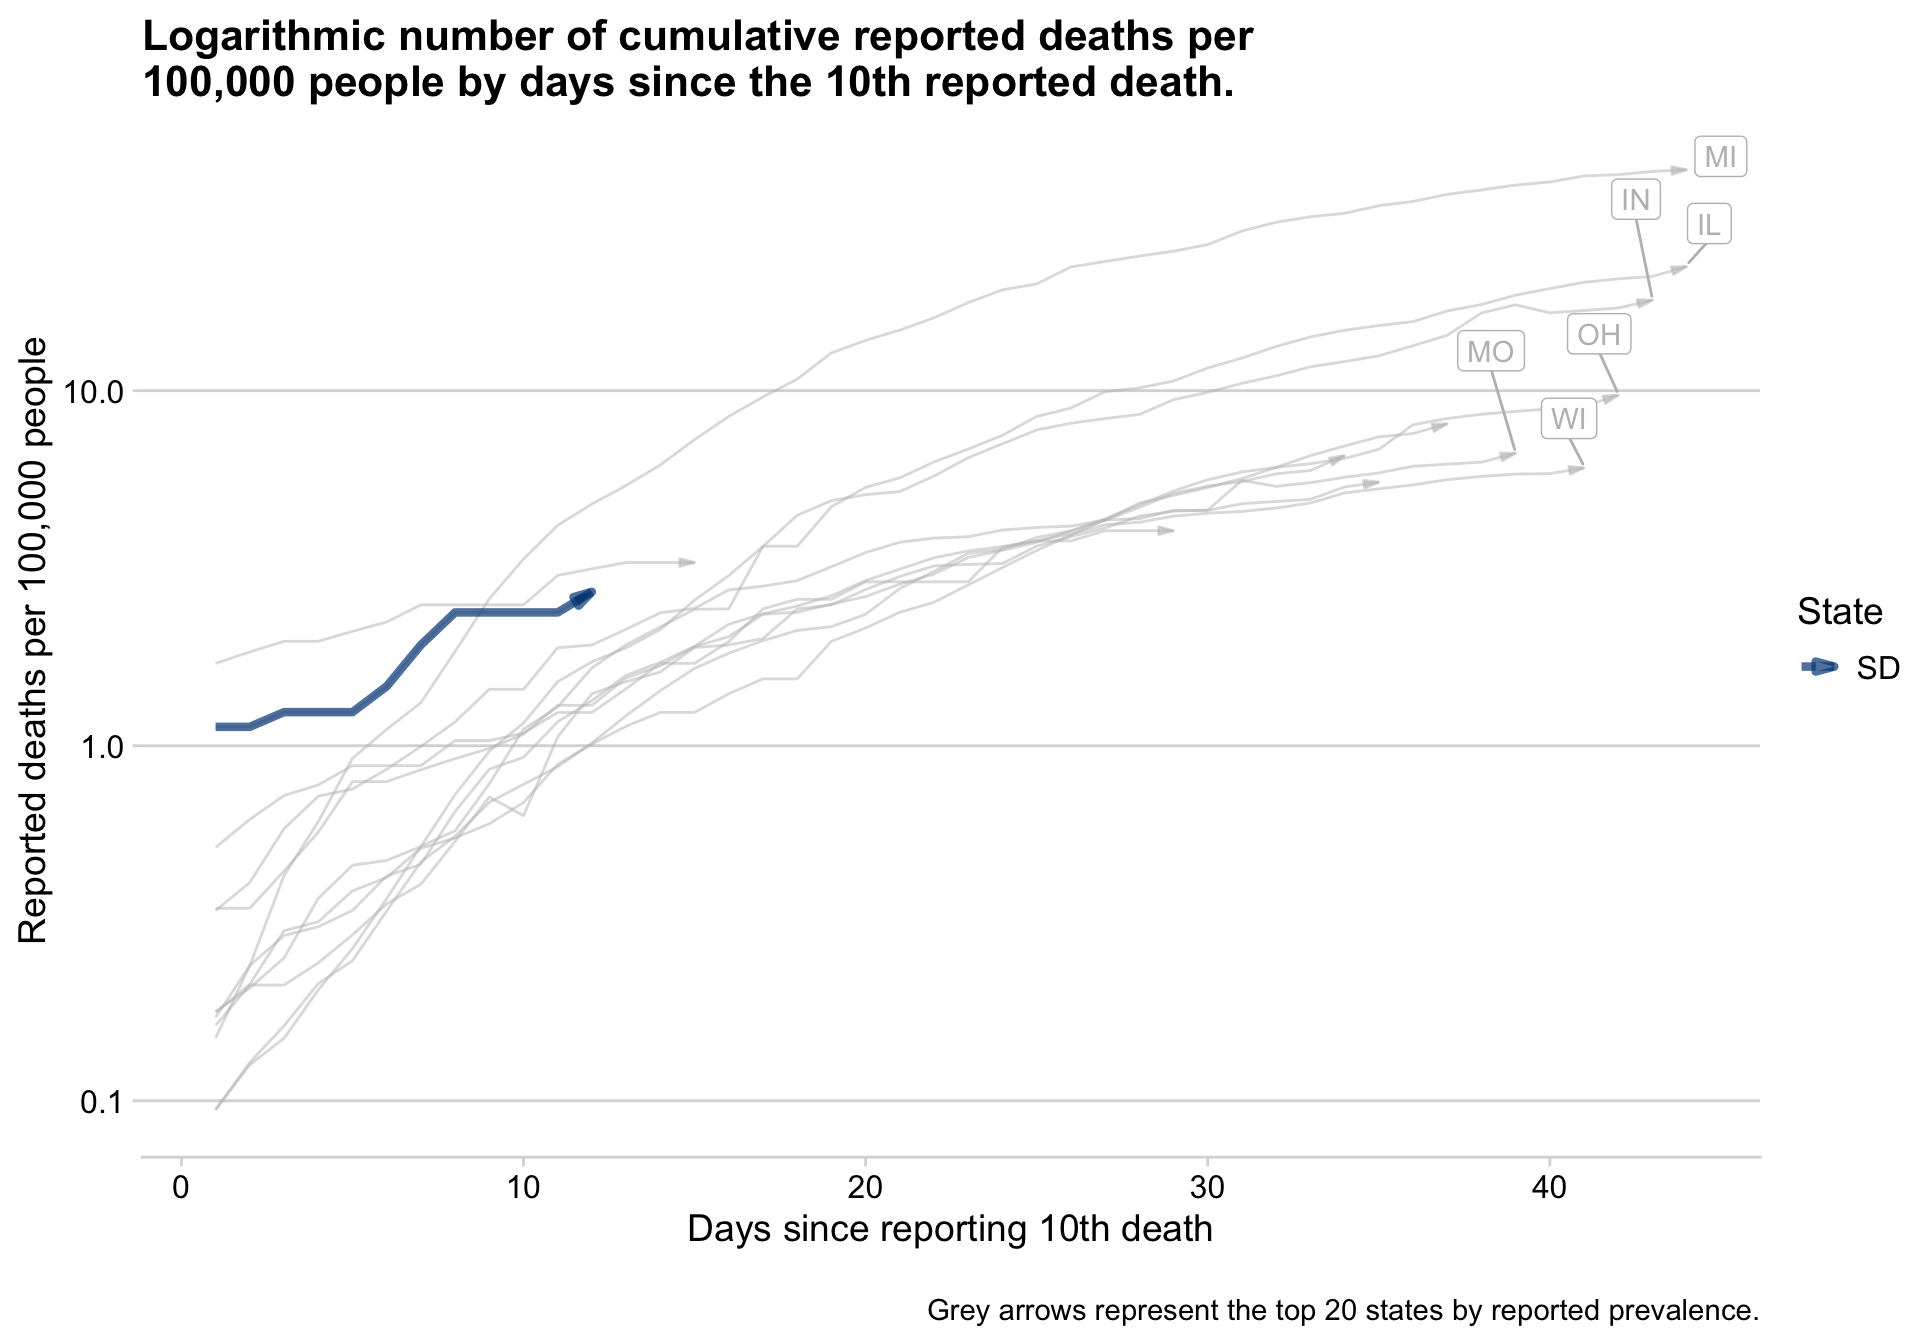 Logarithmic number of cumulative reported deaths per
100,000 people by days since the 10th reported death.
MI
IN
IL
OH
MO
WI
Reported deaths per 100,000 people
10.0
1.0
0.1
State
SD
0
10
20
30
40
Days since reporting 10th death
Grey arrows represent the top 20 states by reported prevalence.